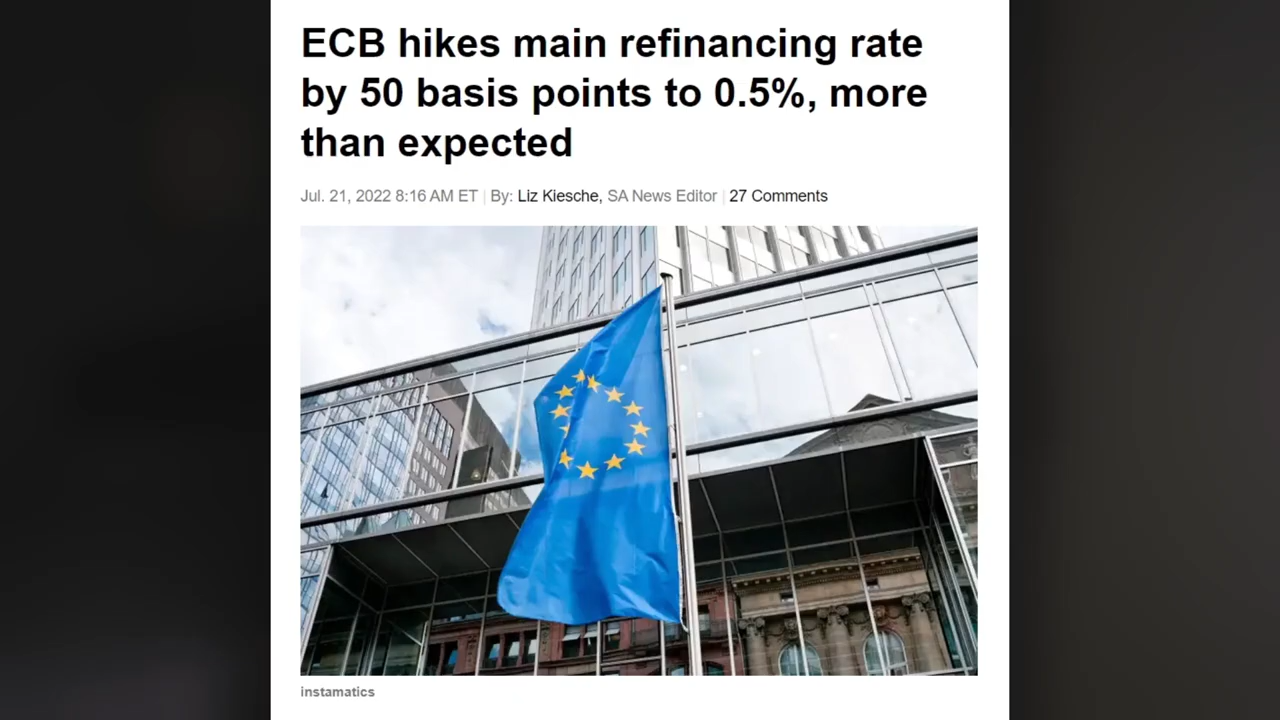 ECB hikes main refinancing rate
by 50 basis points to 0.5%, more
than expected
Jul. 21, 2022 8:16 AM ET | By: Liz Kiesche, SA News Editor | 27 Comments
instamatics